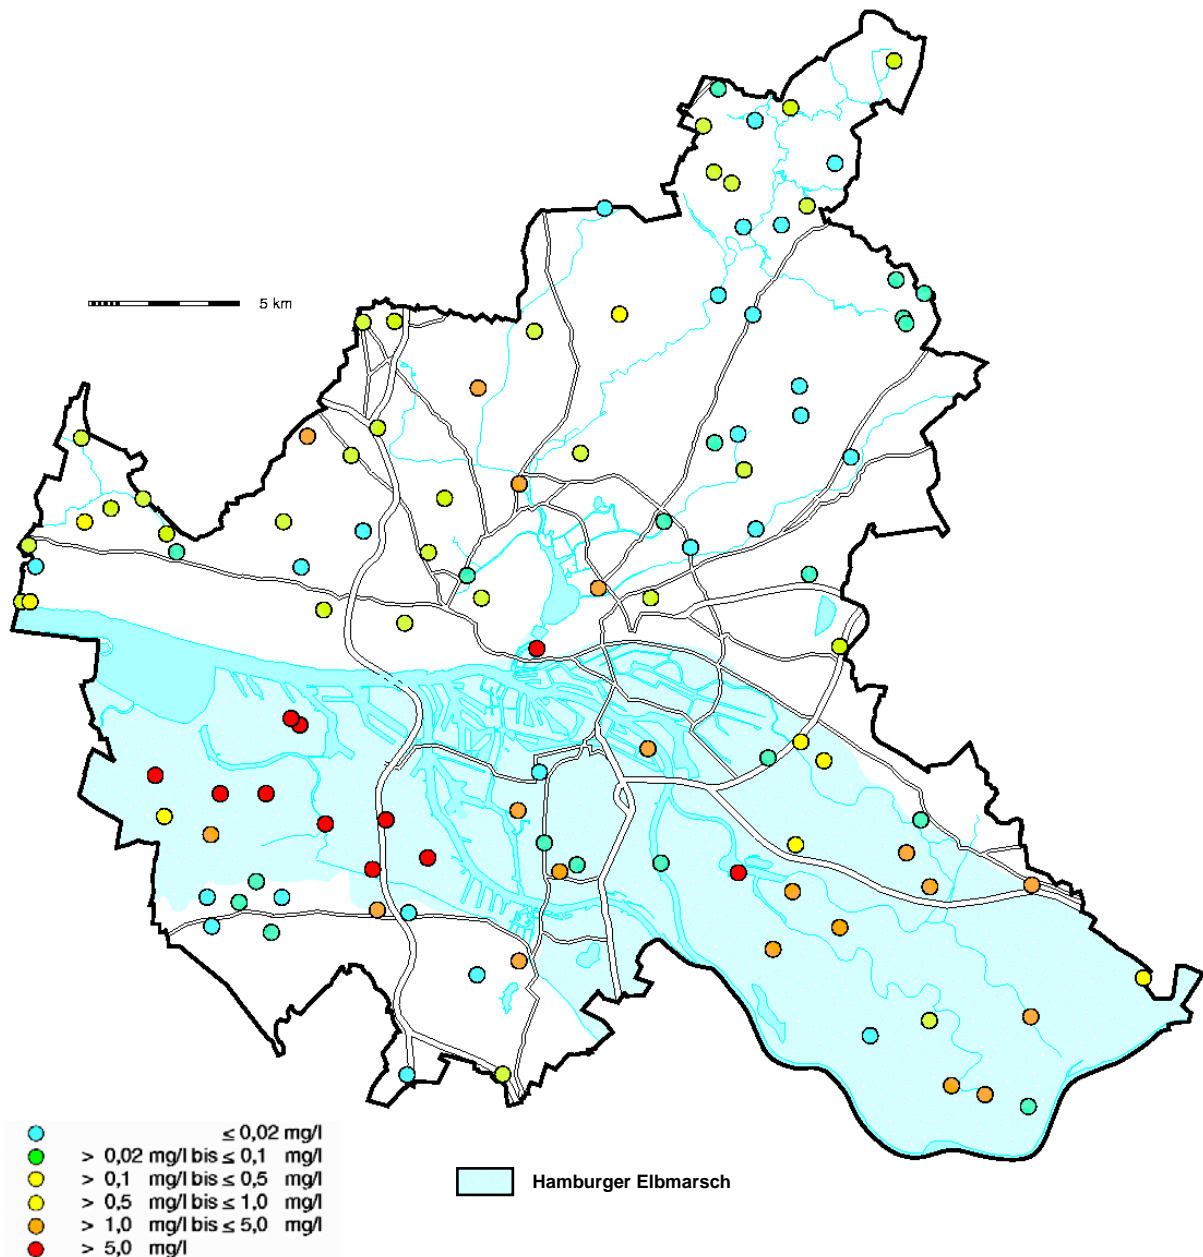 5 km
≤ 0,02 mg/l
> 0,02 mg/l bis ≤ 0,1 mg/l
> 0,1 mg/l bis ≤ 0,5 mg/l
> 0,5 mg/l bis ≤ 1,0 mg/l
> 1,0 mg/l bis ≤ 5,0 mg/l
> 5,0 mg/l
Hamburger Elbmarsch